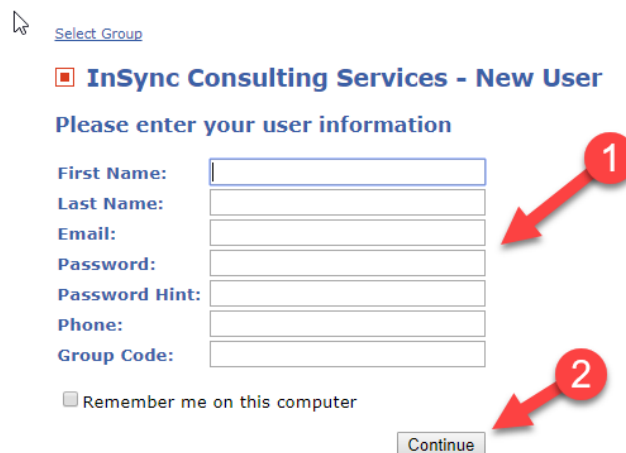 Select Group
InSync Consulting Services - New User
Please enter your user information
First Name:
1
Last Name:
Email:
Password:
Password Hint:
Phone:
Group Code:
2
Remember me on this computer
Continue